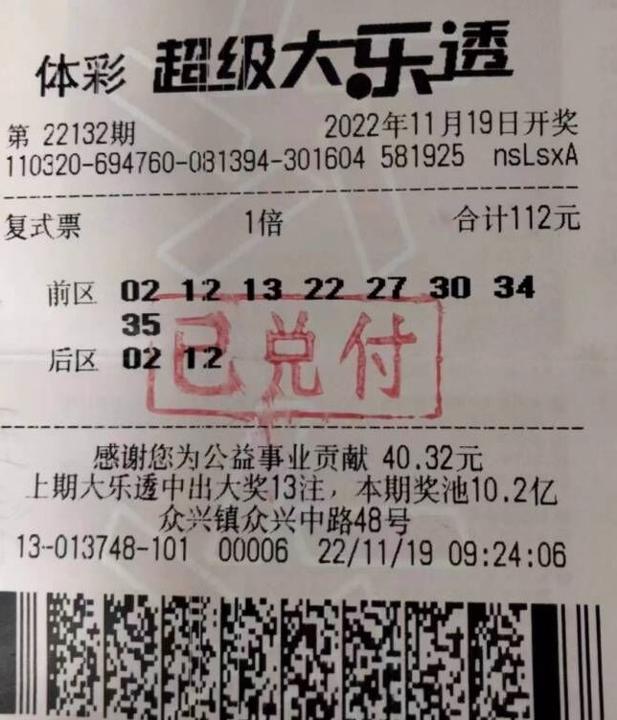 体彩 超级大乐透
第 22132期 2022年11月19日开奖
110320-694760-081394-301604 581925 nsLsxA
复式票 1倍 合计112元
前区 02 12 13 22 27 30 34
35
后区 02 12
已兑付
感谢您为公益事业贡献 40.32元
上期大乐透中出大奖13注，本期奖池10.2亿
众兴镇众兴中路48号
13-013748-101 00006 22/11/19 09:24:06